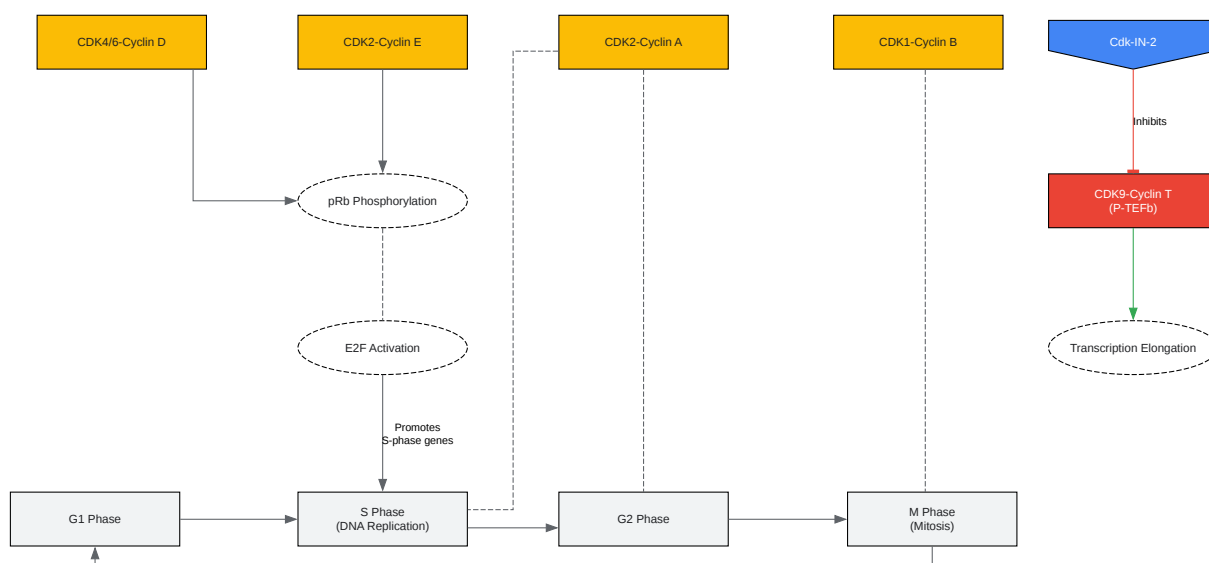 CDK4/6-Cyclin D
CDK2-Cyclin E
CDK2-Cyclin A
CDK1-Cyclin B
Cdk-IN-2
Inhibits
CDK9-Cyclin T
(P-TEFb)
pRb Phosphorylation
E2F Activation
Transcription Elongation
Promotes
S-phase genes
G1 Phase
S Phase
(DNA Replication)
G2 Phase
M Phase
(Mitosis)